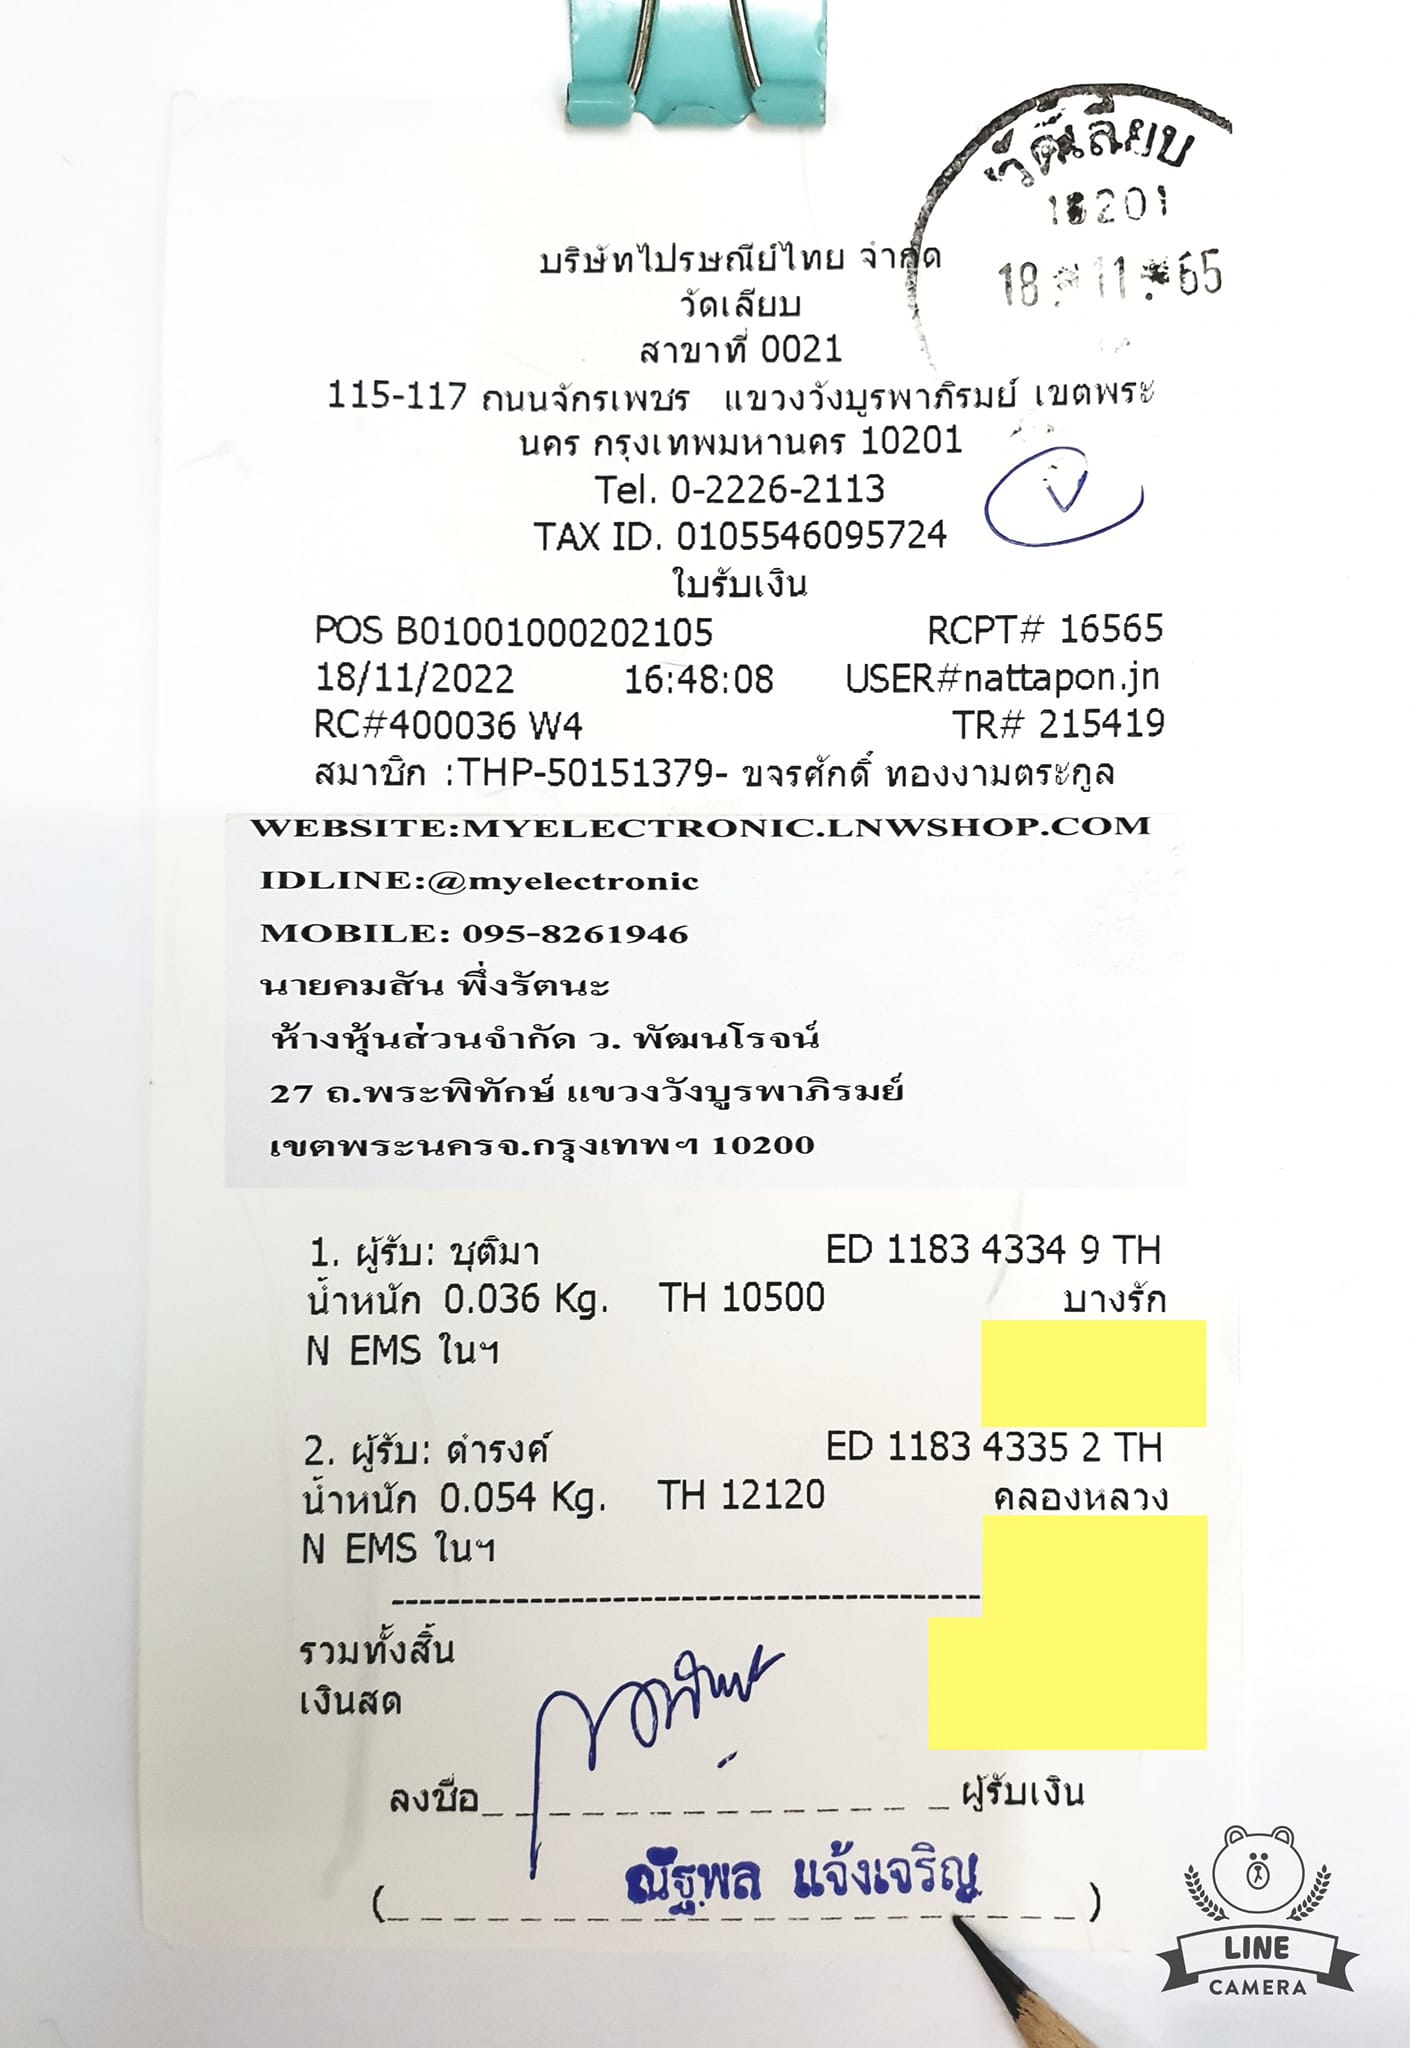 วัดเลียบ
10201
18 11 65
บริษัทไปรษณีย์ไทย จำกัด
วัดเลียบ
สาขาที่ 0021
115-117 ถนนจักรเพชร แขวงวังบูรพาภิรมย์ เขตพระ
นคร กรุงเทพมหานคร 10201
Tel. 0-2226-2113
TAX ID. 0105546095724
ใบรับเงิน
POS B01001000202105 RCPT# 16565
18/11/2022 16:48:08 USER#nattapon.jn
RC#400036 W4 TR# 215419
สมาชิก :THP-50151379- ขจรศักดิ์ ทองงามตระกูล
WEBSITE:MYELECTRONIC.LNWSHOP.COM
IDLINE:@myelectronic
MOBILE: 095-8261946
นายคมสัน พึ่งรัตนะ
ห้างหุ้นส่วนจำกัด ว. พัฒนโรจน์
27 ถ.พระพิทักษ์ แขวงวังบูรพาภิรมย์
เขตพระนครจ.กรุงเทพฯ 10200
1. ผู้รับ: ชุติมา ED 1183 4334 9 TH
น้ำหนัก 0.036 Kg. TH 10500 บางรัก
N EMS ในฯ
2. ผู้รับ: ดำรงค์ ED 1183 4335 2 TH
น้ำหนัก 0.054 Kg. TH 12120 คลองหลวง
N EMS ในฯ
รวมทั้งสิ้น
เงินสด
ลงชื่อ ผู้รับเงิน
(ณัฐพล แจ้งเจริญ)
LINE
CAMERA